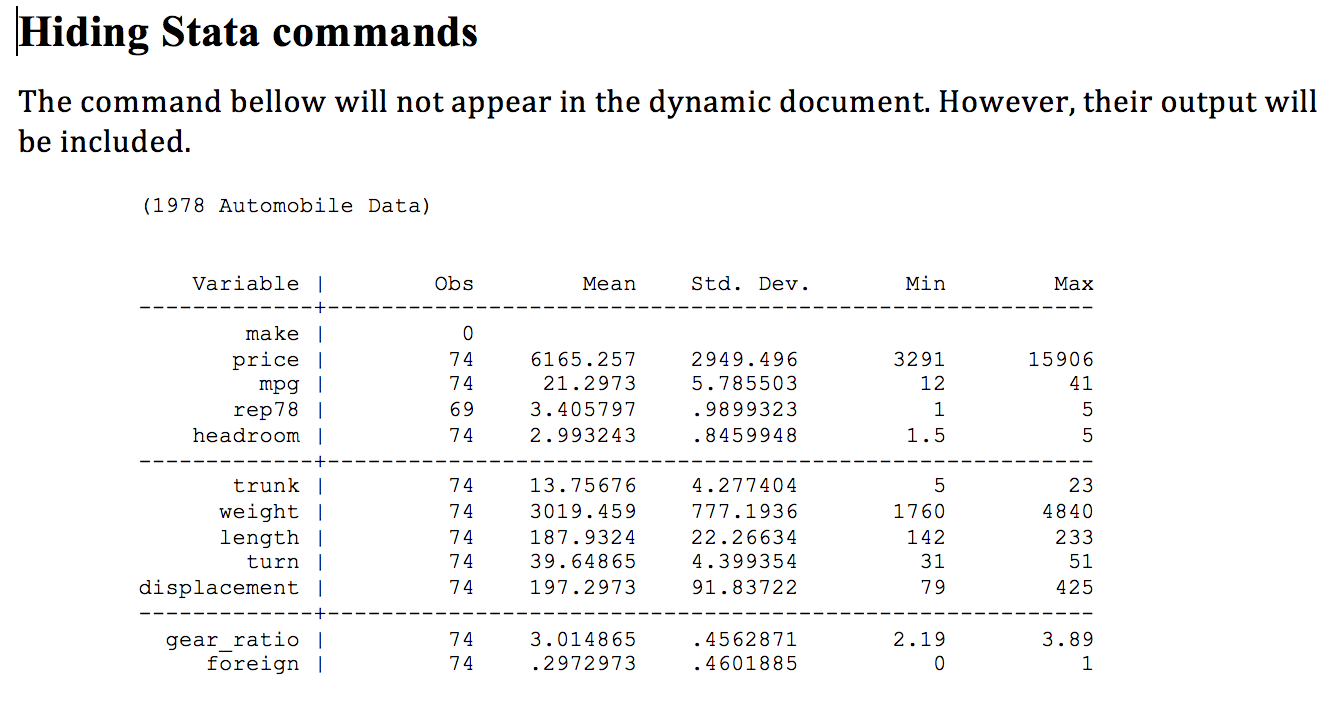 Hiding Stata commands
The command bellow will not appear in the dynamic document. However, their output will
be included.
(1978 Automobile Data)
Variable | Obs Mean Std. Dev. Min Max
-------------+---------------------------------------------------------
make | 0
price | 74 6165.257 2949.496 3291 15906
mpg | 74 21.2973 5.785503 12 41
rep78 | 69 3.405797 .9899323 1 5
headroom | 74 2.993243 .8459948 1.5 5
-------------+---------------------------------------------------------
trunk | 74 13.75676 4.277404 5 23
weight | 74 3019.459 777.1936 1760 4840
length | 74 187.9324 22.26634 142 233
turn | 74 39.64865 4.399354 31 51
displacement | 74 197.2973 91.83722 79 425
-------------+---------------------------------------------------------
gear_ratio | 74 3.014865 .4562871 2.19 3.89
foreign | 74 .2972973 .4601885 0 1